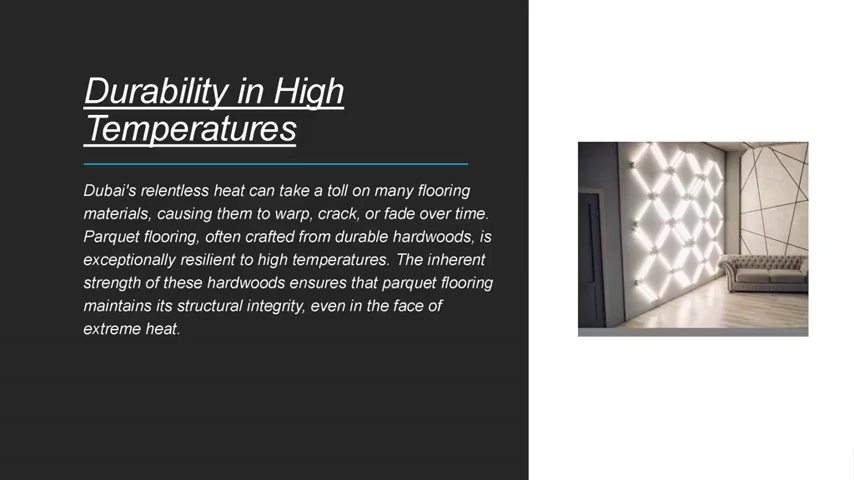 Durability in High
Temperatures
Dubai's relentless heat can take a toll on many flooring
materials, causing them to warp, crack, or fade over time.
Parquet flooring, often crafted from durable hardwoods, is
exceptionally resilient to high temperatures. The inherent
strength of these hardwoods ensures that parquet flooring
maintains its structural integrity, even in the face of
extreme heat.